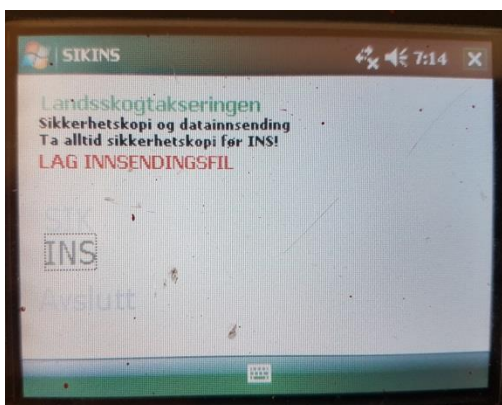 SIKINS 7:14
Landsskogtakseringen
Sikkerhetskopi og datainnsending
Ta alltid sikkerhetskopi før INS!
LAG INNSENDINGSFIL
SIK
INS
Avslutt